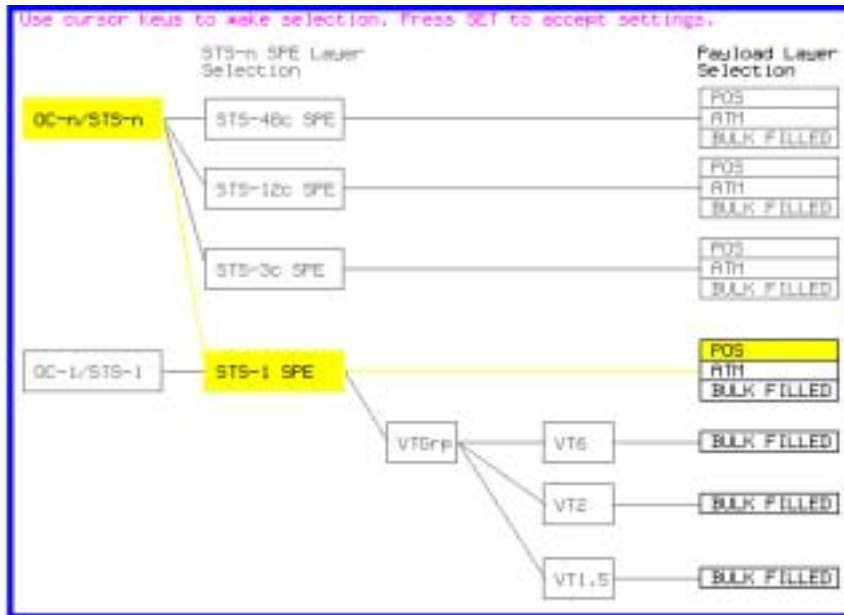 Use cursor keys to make selection. Press SET to accept settings.
STS-n SPE Layer
Selection
Payload Layer
Selection
OC-n/STS-n
STS-48c SPE
POS
ATM
BULK FILLED
STS-12c SPE
POS
ATM
BULK FILLED
STS-3c SPE
POS
ATM
BULK FILLED
OC-1/STS-1
STS-1 SPE
POS
ATM
BULK FILLED
VTGrp
VT6
BULK FILLED
VT2
BULK FILLED
VT1.5
BULK FILLED